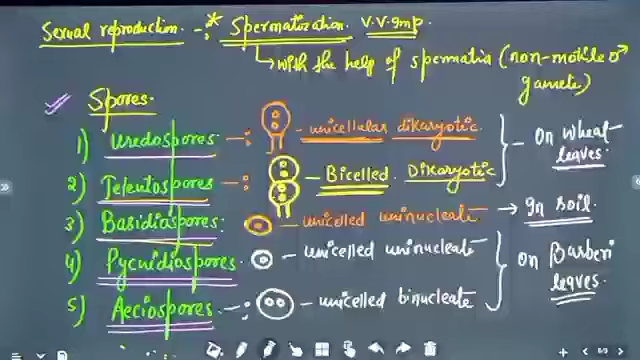 Sexual reproduction -: * Spermatization. V.V. Imp.
↳ with the help of spermatia (non-motile ♂ gamete)
✓ Spores.
1) Uredospores -: - unicellular dikaryotic.
2) Teleutospores -: - Bicelled Dikaryotic
- On wheat leaves.
3) Basidiospores: - unicelled uninucleate → In soil.
4) Pycnidiospores - unicelled uninucleate
5) Aeciospores -: - unicelled binucleate
on Barberi leaves.